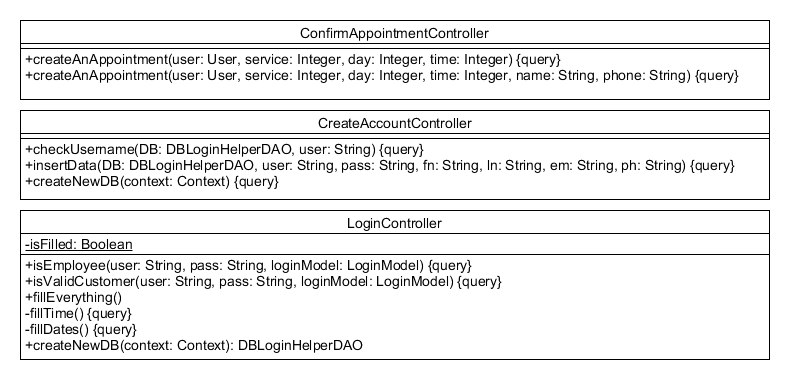 ConfirmAppointmentController
+createAnAppointment(user: User, service: Integer, day: Integer, time: Integer) {query}
+createAnAppointment(user: User, service: Integer, day: Integer, time: Integer, name: String, phone: String) {query}
CreateAccountController
+checkUsername(DB: DBLoginHelperDAO, user: String) {query}
+insertData(DB: DBLoginHelperDAO, user: String, pass: String, fn: String, ln: String, em: String, ph: String) {query}
+createNewDB(context: Context) {query}
LoginController
-isFilled: Boolean
+isEmployee(user: String, pass: String, loginModel: LoginModel) {query}
+isValidCustomer(user: String, pass: String, loginModel: LoginModel) {query}
+fillEverything()
-fillTime() {query}
-fillDates() {query}
+createNewDB(context: Context): DBLoginHelperDAO